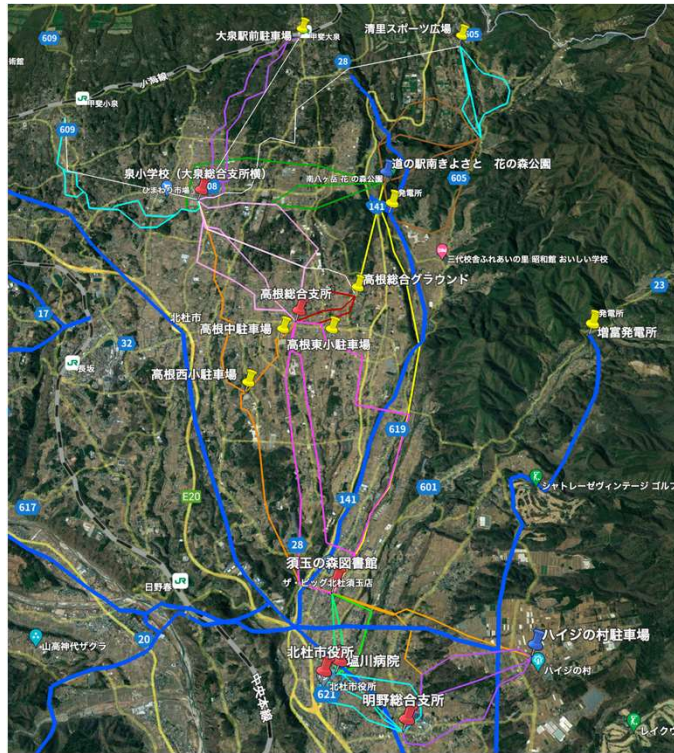 609
大泉駅前駐車場
甲斐大泉
清里スポーツ広場
605
術館
小海線
28
甲斐小泉
609
泉小学校（大泉総合支所横）
道の駅南きよさと　花の森公園
ひまわり市場
08
南八ヶ岳 花の森公園
605
発電所
141
三代校舎ふれあいの里 昭和館 おいしい学校
高根総合グラウンド
23
高根総合支所
発電所
17
北杜市
高根中駐車場
高根東小駐車場
増富発電所
32
長坂
高根西小駐車場
619
601
シャトレーゼヴィンテージ ゴルフ
E20
141
617
28
須玉の森図書館
日野春
ザ・ビッグ北杜須玉店
20
山高神代ザクラ
ハイジの村駐車場
北杜市役所
塩川病院
ハイジの村
中央本線
北杜市役所
621
明野総合支所
レイクウ